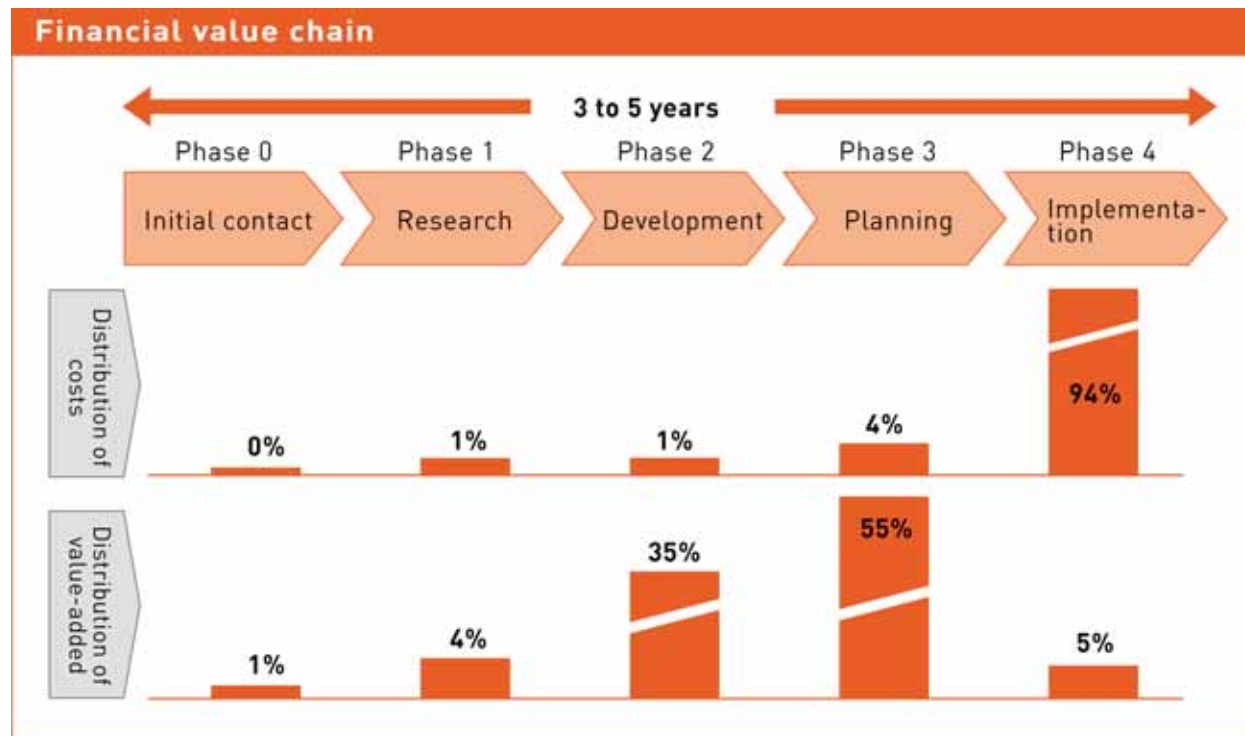 Financial value chain
3 to 5 years
Phase 0
Phase 1
Phase 2
Phase 3
Phase 4
Initial contact
Research
Development
Planning
Implementa-
tion
Distribution of
costs
0%
1%
1%
4%
94%
Distribution of
value-added
1%
4%
35%
55%
5%